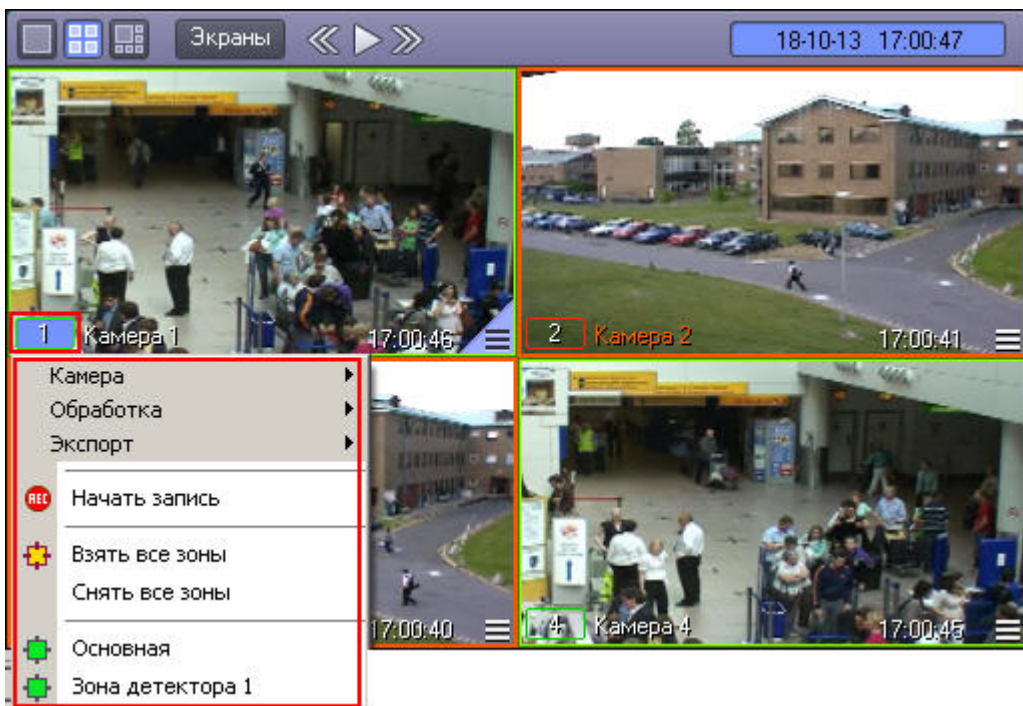 Экраны
18-10-13 17:00:47
1 Камера 1 17:00:46
2 Камера 2 17:00:41
Камера
Обработка
Экспорт
REC Начать запись
Взять все зоны
Снять все зоны
17:00:40
4 Камера 4 17:00:45
Основная
Зона детектора 1